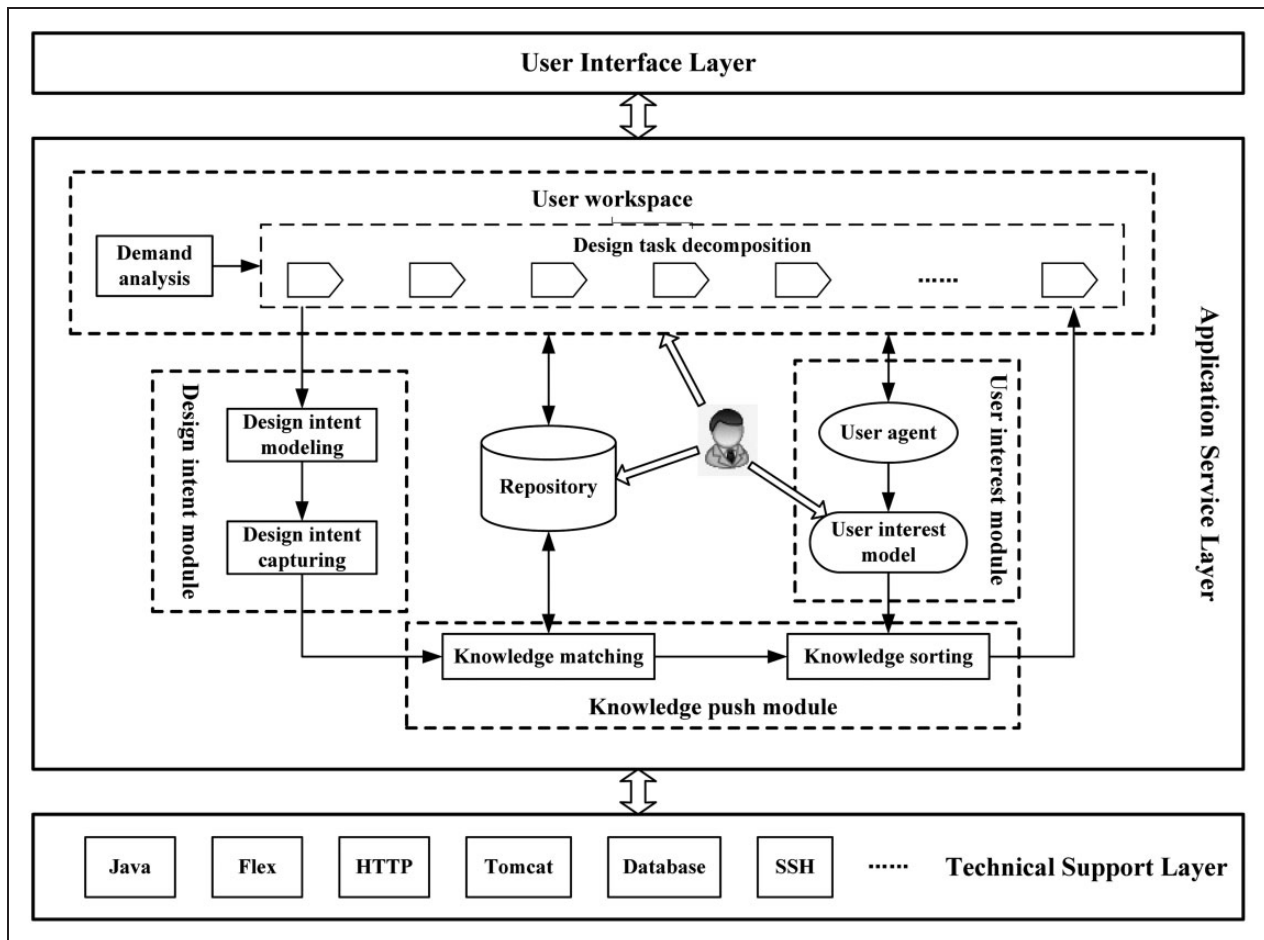 User Interface Layer
User workspace
Design task decomposition
Demand
analysis
......
Application Service Layer
Design intent module
Design intent
modeling
Design intent
capturing
Repository
User interest module
User agent
User interest
model
Knowledge matching
Knowledge sorting
Knowledge push module
Java
Flex
HTTP
Tomcat
Database
SSH
......
Technical Support Layer